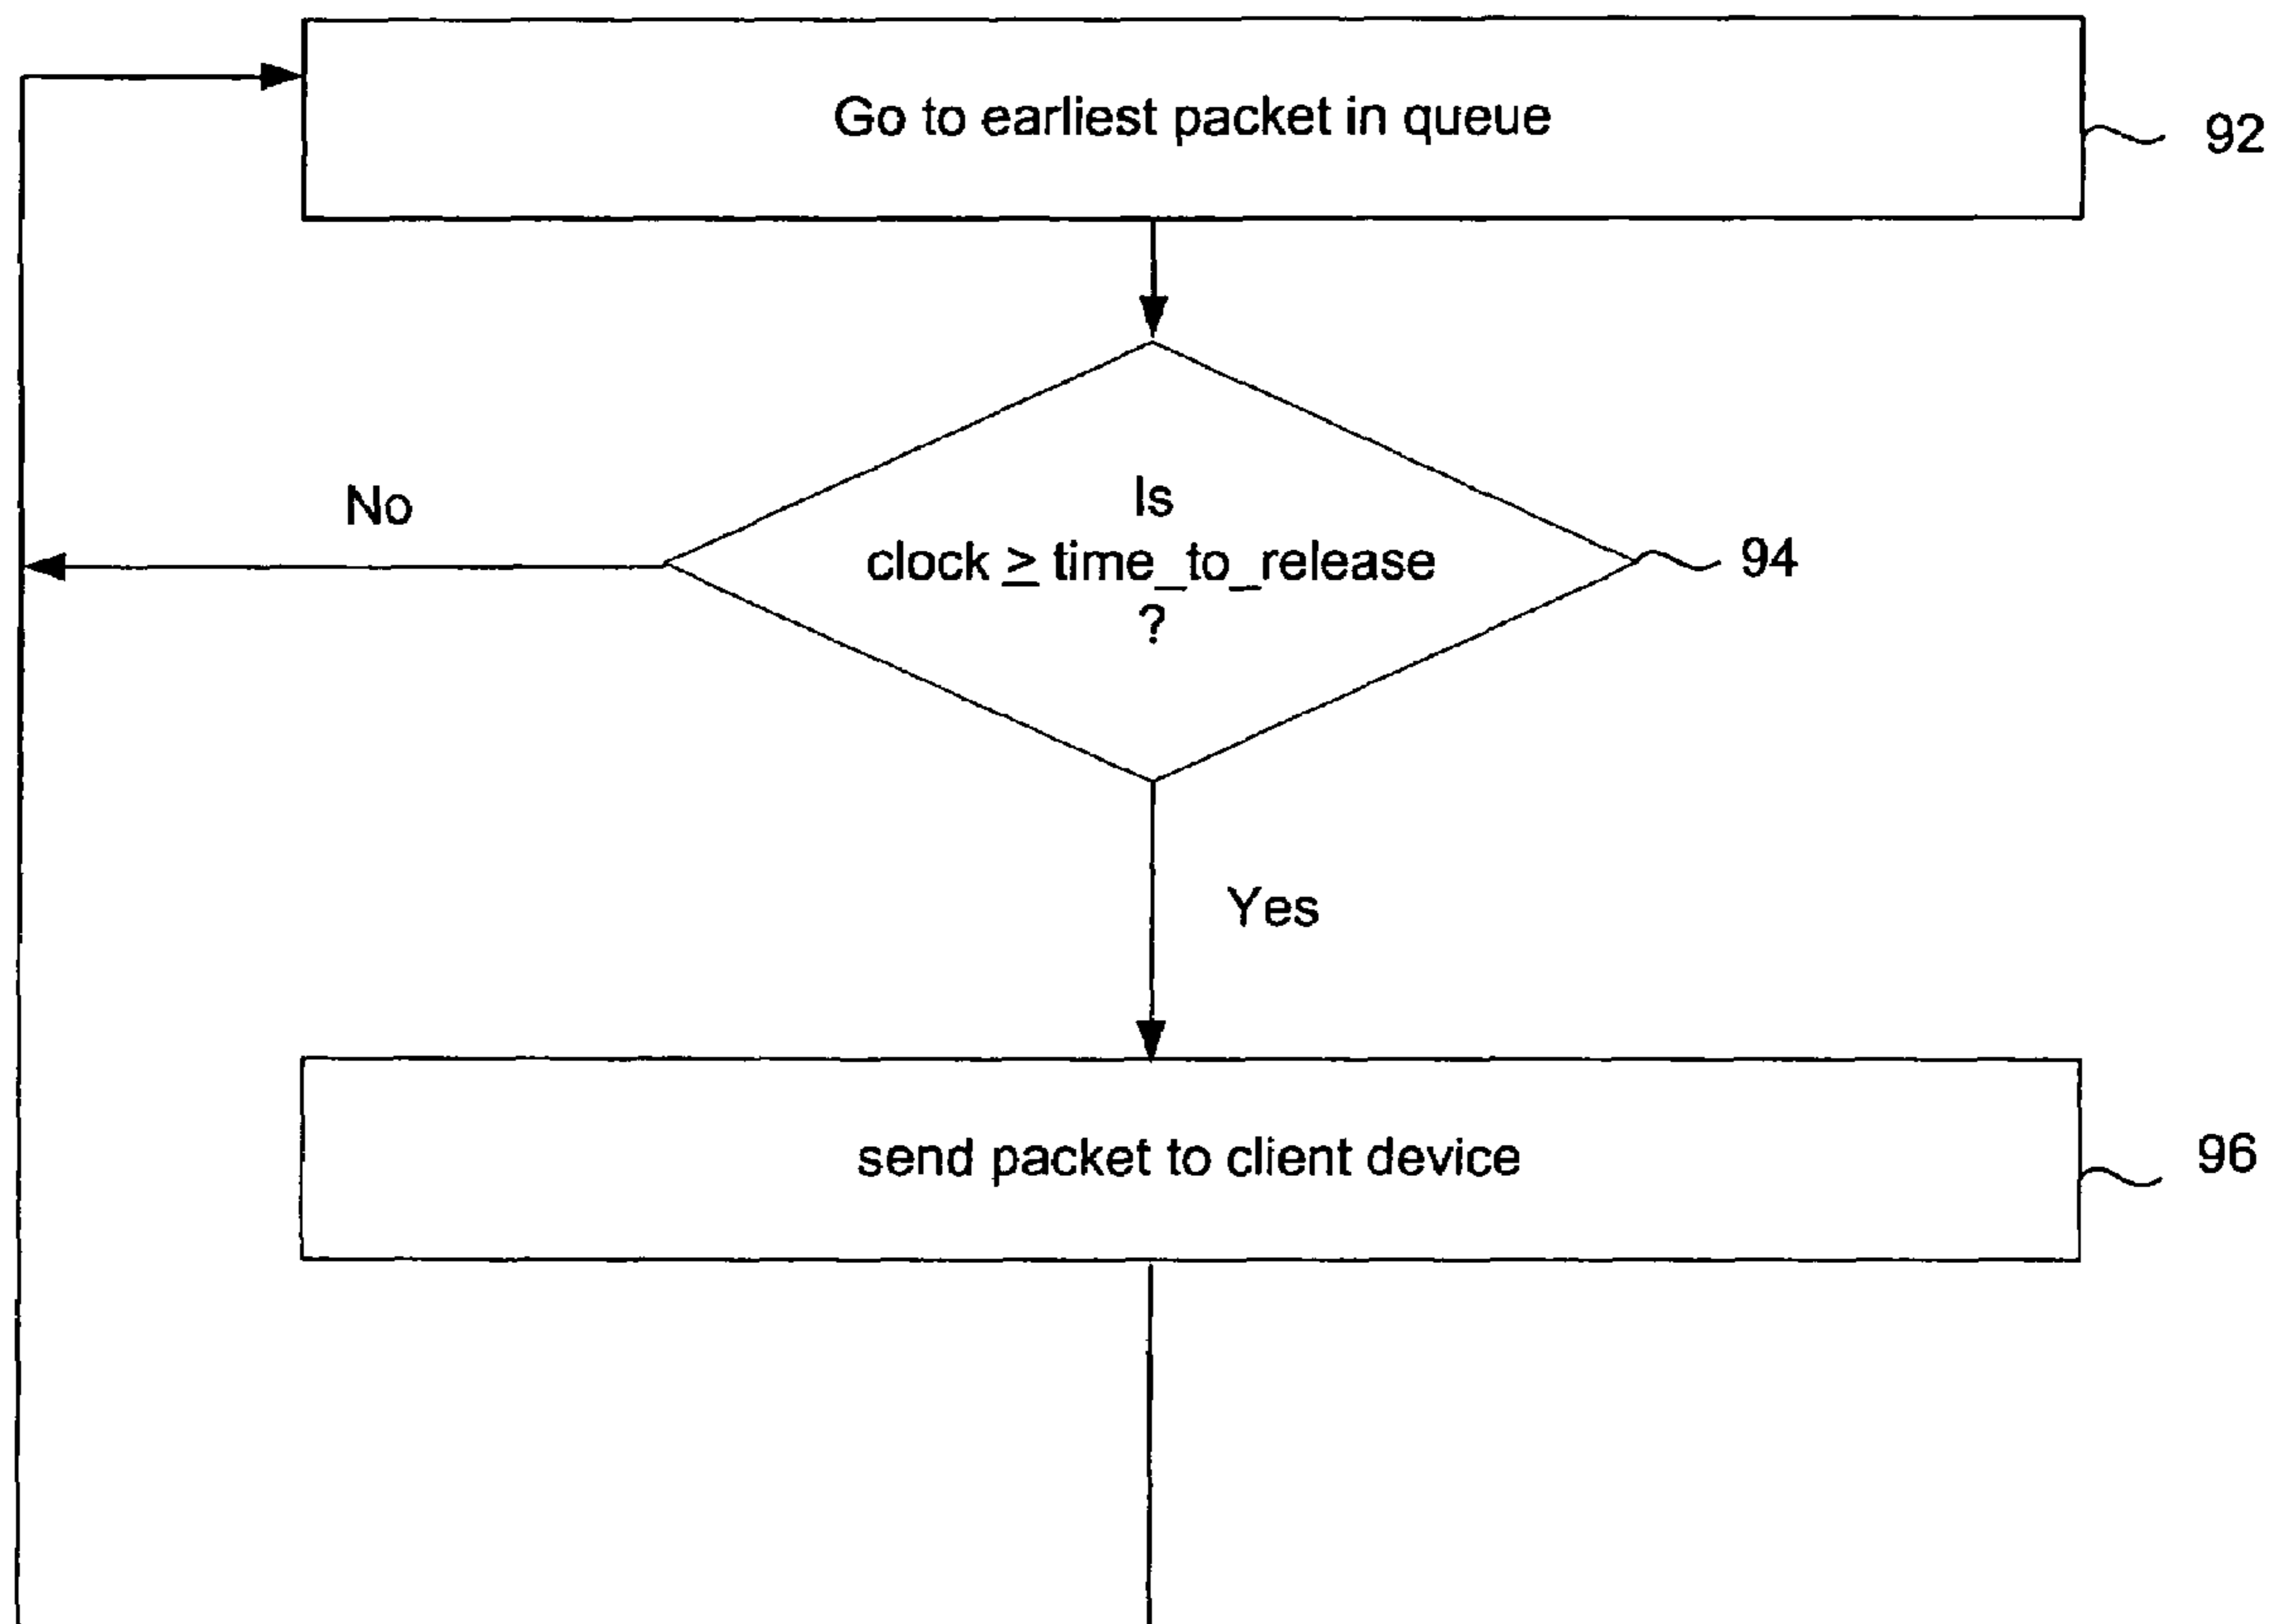 Go to earliest packet in queue
92
No
Is
clock ≥ time_to_release
?
94
Yes
send packet to client device
96